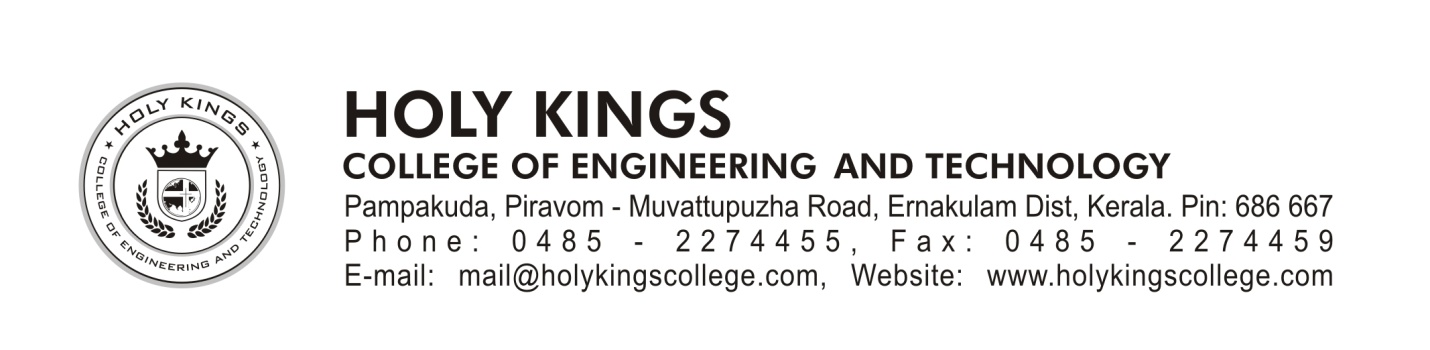 HOLY KINGS
COLLEGE OF ENGINEERING AND TECHNOLOGY
HOLY KINGS
COLLEGE OF ENGINEERING AND TECHNOLOGY
Pampakuda, Piravom - Muvattupuzha Road, Ernakulam Dist, Kerala. Pin: 686 667
Phone: 0485 - 2274455, Fax: 0485 - 2274459
E-mail: mail@holykingscollege.com, Website: www.holykingscollege.com